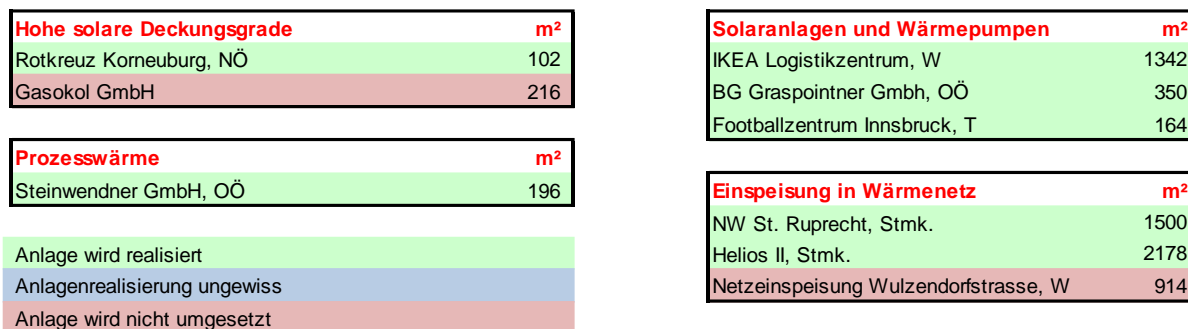 Hohe solare Deckungsgrade m²
Rotkreuz Korneuburg, NÖ 102
Gasokol GmbH 216
Prozesswärme m²
Steinwendner GmbH, OÖ 196
Anlage wird realisiert
Anlagenrealisierung ungewiss
Anlage wird nicht umgesetzt
Solaranlagen und Wärmepumpen m²
IKEA Logistikzentrum, W 1342
BG Graspointner Gmbh, OÖ 350
Footballzentrum Innsbruck, T 164
Einspeisung in Wärmenetz m²
NW St. Ruprecht, Stmk. 1500
Helios II, Stmk. 2178
Netzeinspeisung Wulzendorfstrasse, W 914